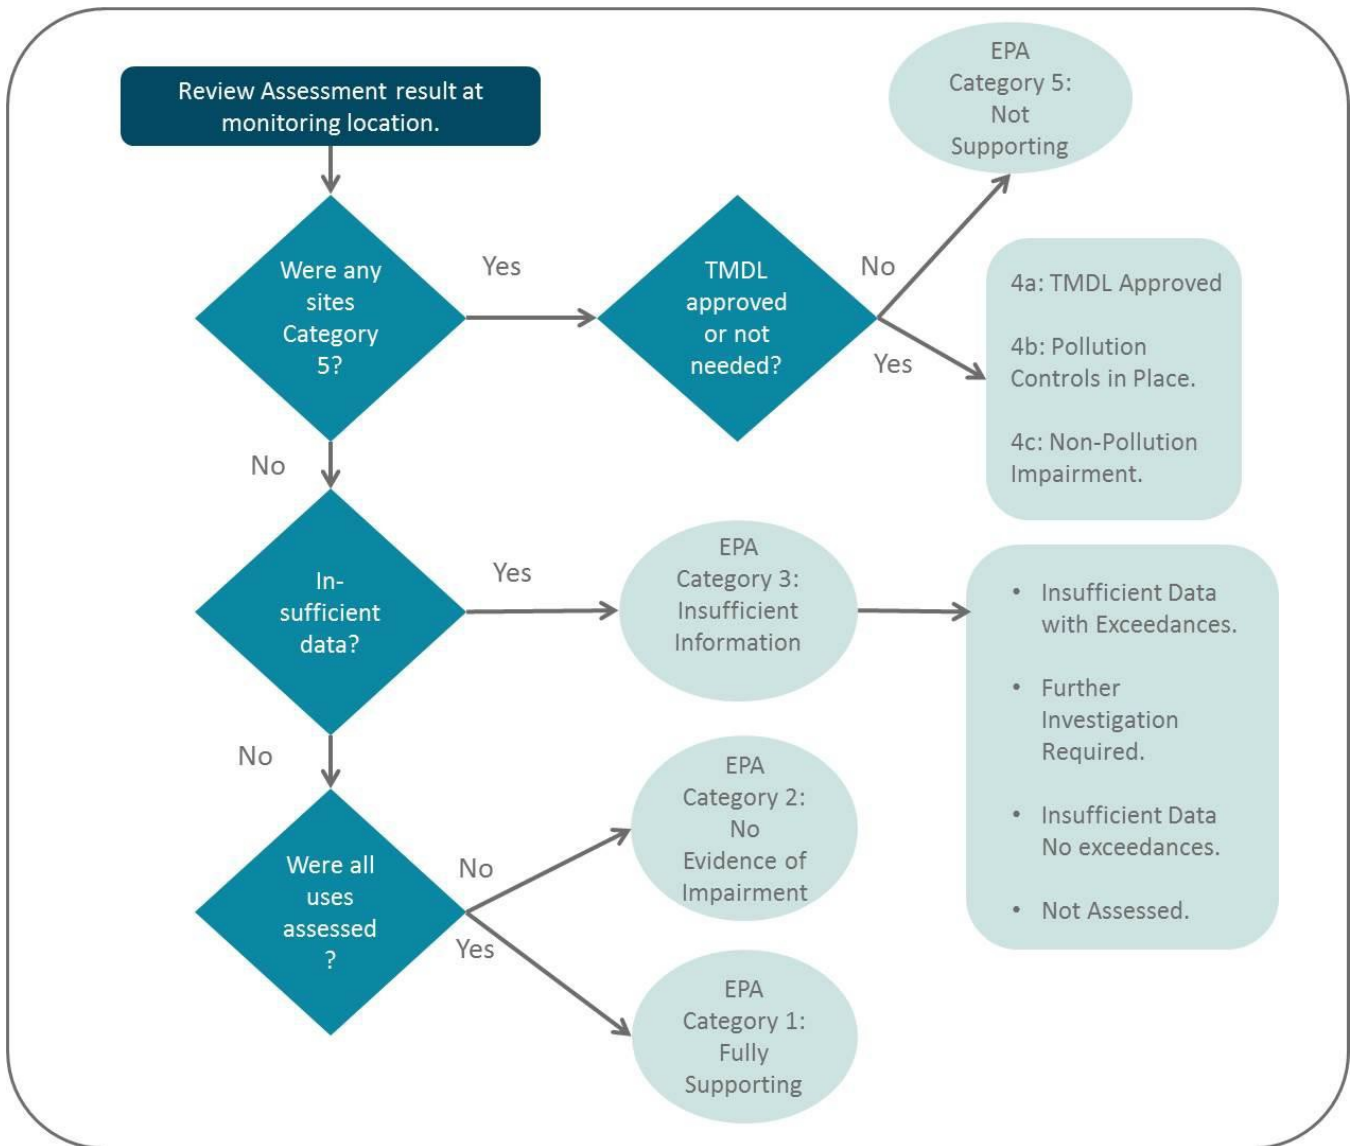 Review Assessment result at
monitoring location.
EPA
Category 5:
Not
Supporting
Were any
sites
Category
5?
Yes
TMDL
approved
or not
needed?
No
Yes
4a: TMDL Approved
4b: Pollution
Controls in Place.
4c: Non-Pollution
Impairment.
No
In-
sufficient
data?
Yes
EPA
Category 3:
Insufficient
Information
• Insufficient Data
with Exceedances.
• Further
Investigation
Required.
• Insufficient Data
No exceedances.
• Not Assessed.
No
Were all
uses
assessed
?
No
Yes
EPA
Category 2:
No
Evidence of
Impairment
EPA
Category 1:
Fully
Supporting